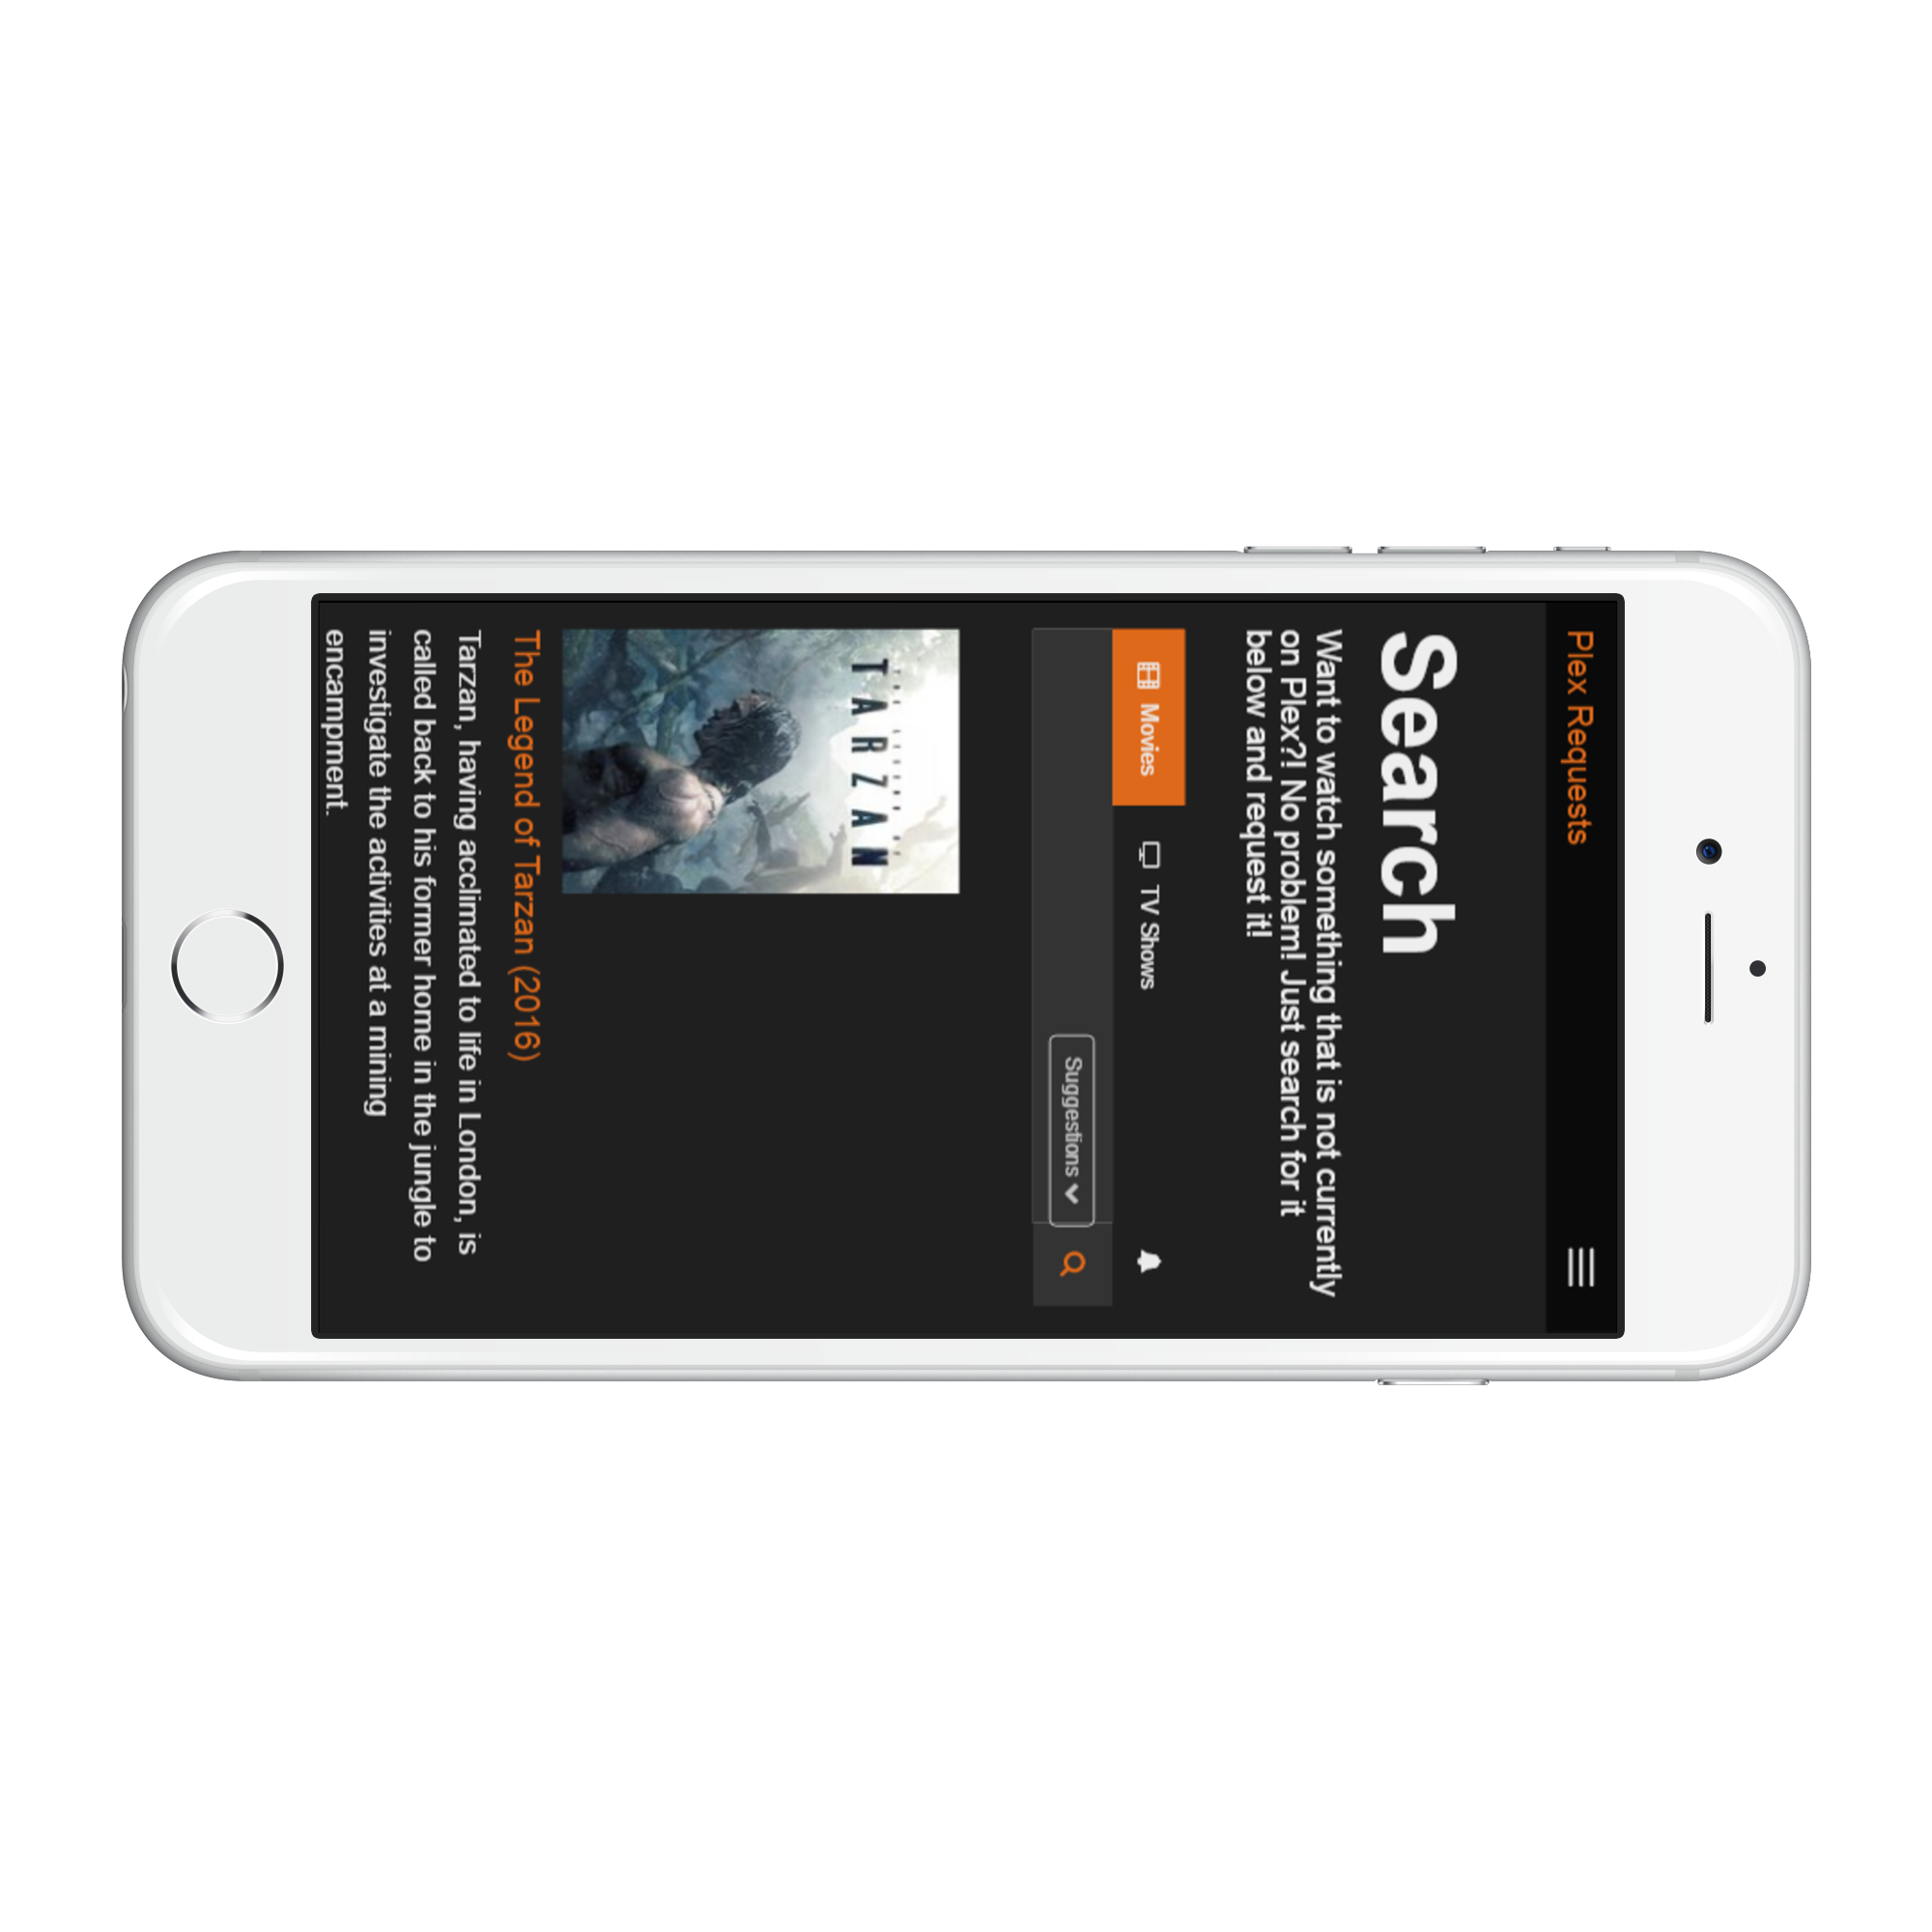 Plex Requests
Search
Want to watch something that is not currently
on Plex?! No problem! Just search for it
below and request it!
Movies
TV Shows
Suggestions
THE LEGEND OF
TARZAN
The Legend of Tarzan (2016)
Tarzan, having acclimated to life in London, is
called back to his former home in the jungle to
investigate the activities at a mining
encampment.